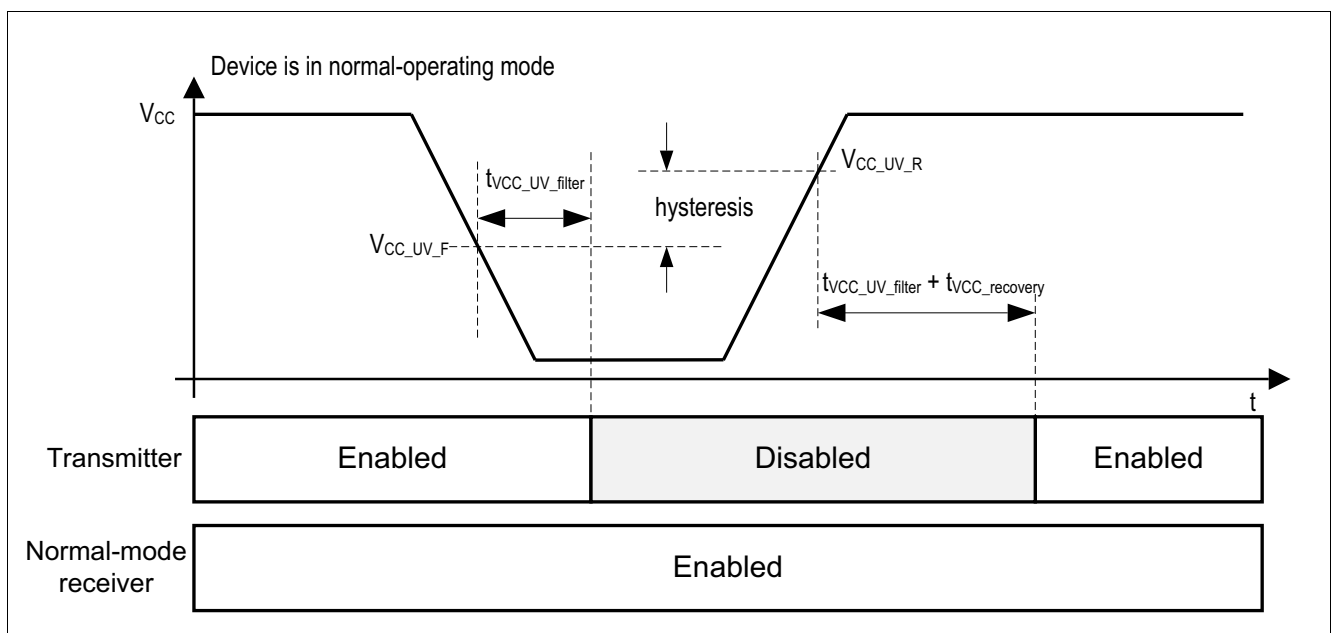 Device is in normal-operating mode
VCC
VCC_UV_R
tVCC_UV_filter
hysteresis
VCC_UV_F
tVCC_UV_filter + tVCC_recovery
t
Transmitter
Enabled
Disabled
Enabled
Normal-mode
receiver
Enabled